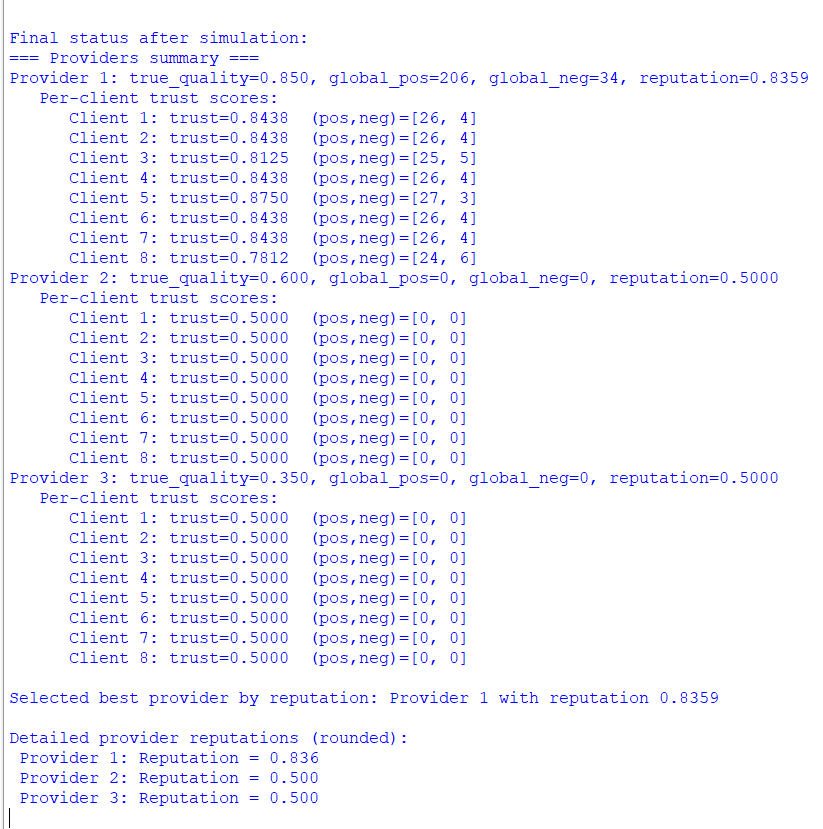 Final status after simulation:
=== Providers summary ===
Provider 1: true_quality=0.850, global_pos=206, global_neg=34, reputation=0.8359
   Per-client trust scores:
      Client 1: trust=0.8438  (pos,neg)=[26, 4]
      Client 2: trust=0.8438  (pos,neg)=[26, 4]
      Client 3: trust=0.8125  (pos,neg)=[25, 5]
      Client 4: trust=0.8438  (pos,neg)=[26, 4]
      Client 5: trust=0.8750  (pos,neg)=[27, 3]
      Client 6: trust=0.8438  (pos,neg)=[26, 4]
      Client 7: trust=0.8438  (pos,neg)=[26, 4]
      Client 8: trust=0.7812  (pos,neg)=[24, 6]
Provider 2: true_quality=0.600, global_pos=0, global_neg=0, reputation=0.5000
   Per-client trust scores:
      Client 1: trust=0.5000  (pos,neg)=[0, 0]
      Client 2: trust=0.5000  (pos,neg)=[0, 0]
      Client 3: trust=0.5000  (pos,neg)=[0, 0]
      Client 4: trust=0.5000  (pos,neg)=[0, 0]
      Client 5: trust=0.5000  (pos,neg)=[0, 0]
      Client 6: trust=0.5000  (pos,neg)=[0, 0]
      Client 7: trust=0.5000  (pos,neg)=[0, 0]
      Client 8: trust=0.5000  (pos,neg)=[0, 0]
Provider 3: true_quality=0.350, global_pos=0, global_neg=0, reputation=0.5000
   Per-client trust scores:
      Client 1: trust=0.5000  (pos,neg)=[0, 0]
      Client 2: trust=0.5000  (pos,neg)=[0, 0]
      Client 3: trust=0.5000  (pos,neg)=[0, 0]
      Client 4: trust=0.5000  (pos,neg)=[0, 0]
      Client 5: trust=0.5000  (pos,neg)=[0, 0]
      Client 6: trust=0.5000  (pos,neg)=[0, 0]
      Client 7: trust=0.5000  (pos,neg)=[0, 0]
      Client 8: trust=0.5000  (pos,neg)=[0, 0]

Selected best provider by reputation: Provider 1 with reputation 0.8359

Detailed provider reputations (rounded):
 Provider 1: Reputation = 0.836
 Provider 2: Reputation = 0.500
 Provider 3: Reputation = 0.500